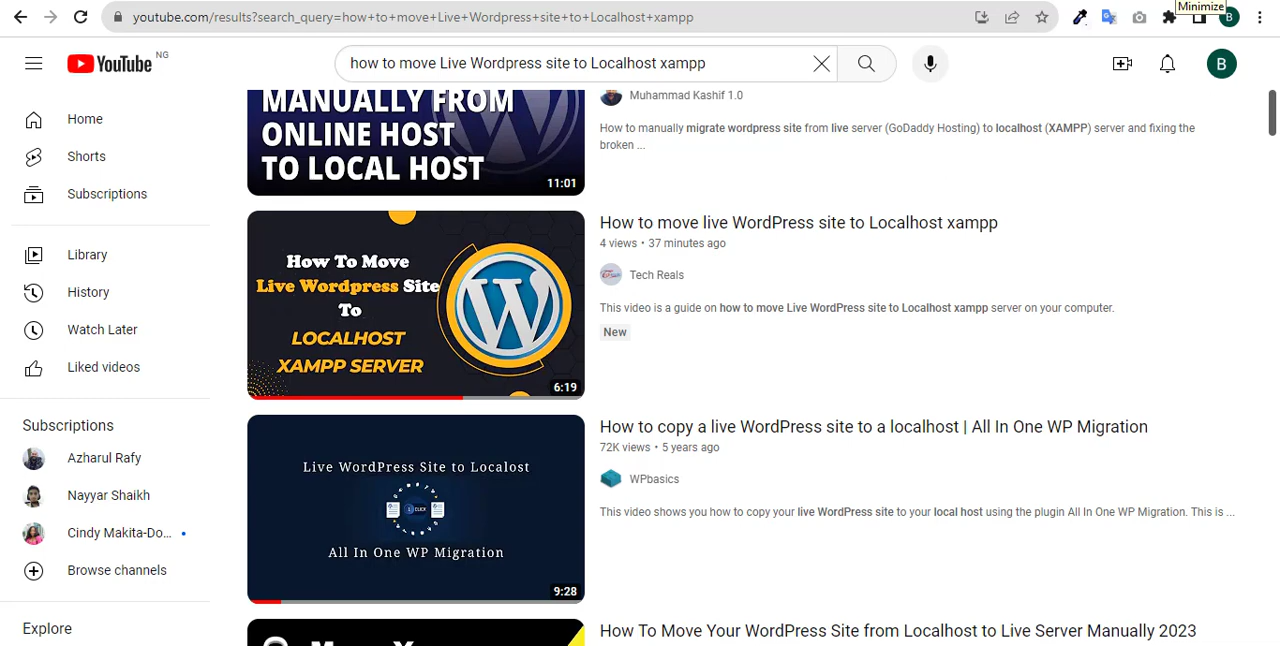 Minimize
youtube.com/results?search_query=how+to+move+Live+Wordpress+site+to+Localhost+xampp
B
YouTube NG
how to move Live Wordpress site to Localhost xampp
B
Home
Shorts
Subscriptions
Library
History
Watch Later
Liked videos
Subscriptions
Azharul Rafy
Nayyar Shaikh
Cindy Makita-Do...
Browse channels
Explore
MANUALLY FROM
ONLINE HOST
TO LOCAL HOST
11:01
Muhammad Kashif 1.0
How to manually migrate wordpress site from live server (GoDaddy Hosting) to localhost (XAMPP) server and fixing the
broken ...
How To Move
Live Wordpress Site
To
LOCALHOST
XAMPP SERVER
6:19
How to move live WordPress site to Localhost xampp
4 views • 37 minutes ago
Tech Reals
This video is a guide on how to move Live WordPress site to Localhost xampp server on your computer.
New
Live WordPress Site to Localost
1 CLICK
All In One WP Migration
9:28
How to copy a live WordPress site to a localhost | All In One WP Migration
72K views • 5 years ago
WPbasics
This video shows you how to copy your live WordPress site to your local host using the plugin All In One WP Migration. This is ...
How To Move Your WordPress Site from Localhost to Live Server Manually 2023